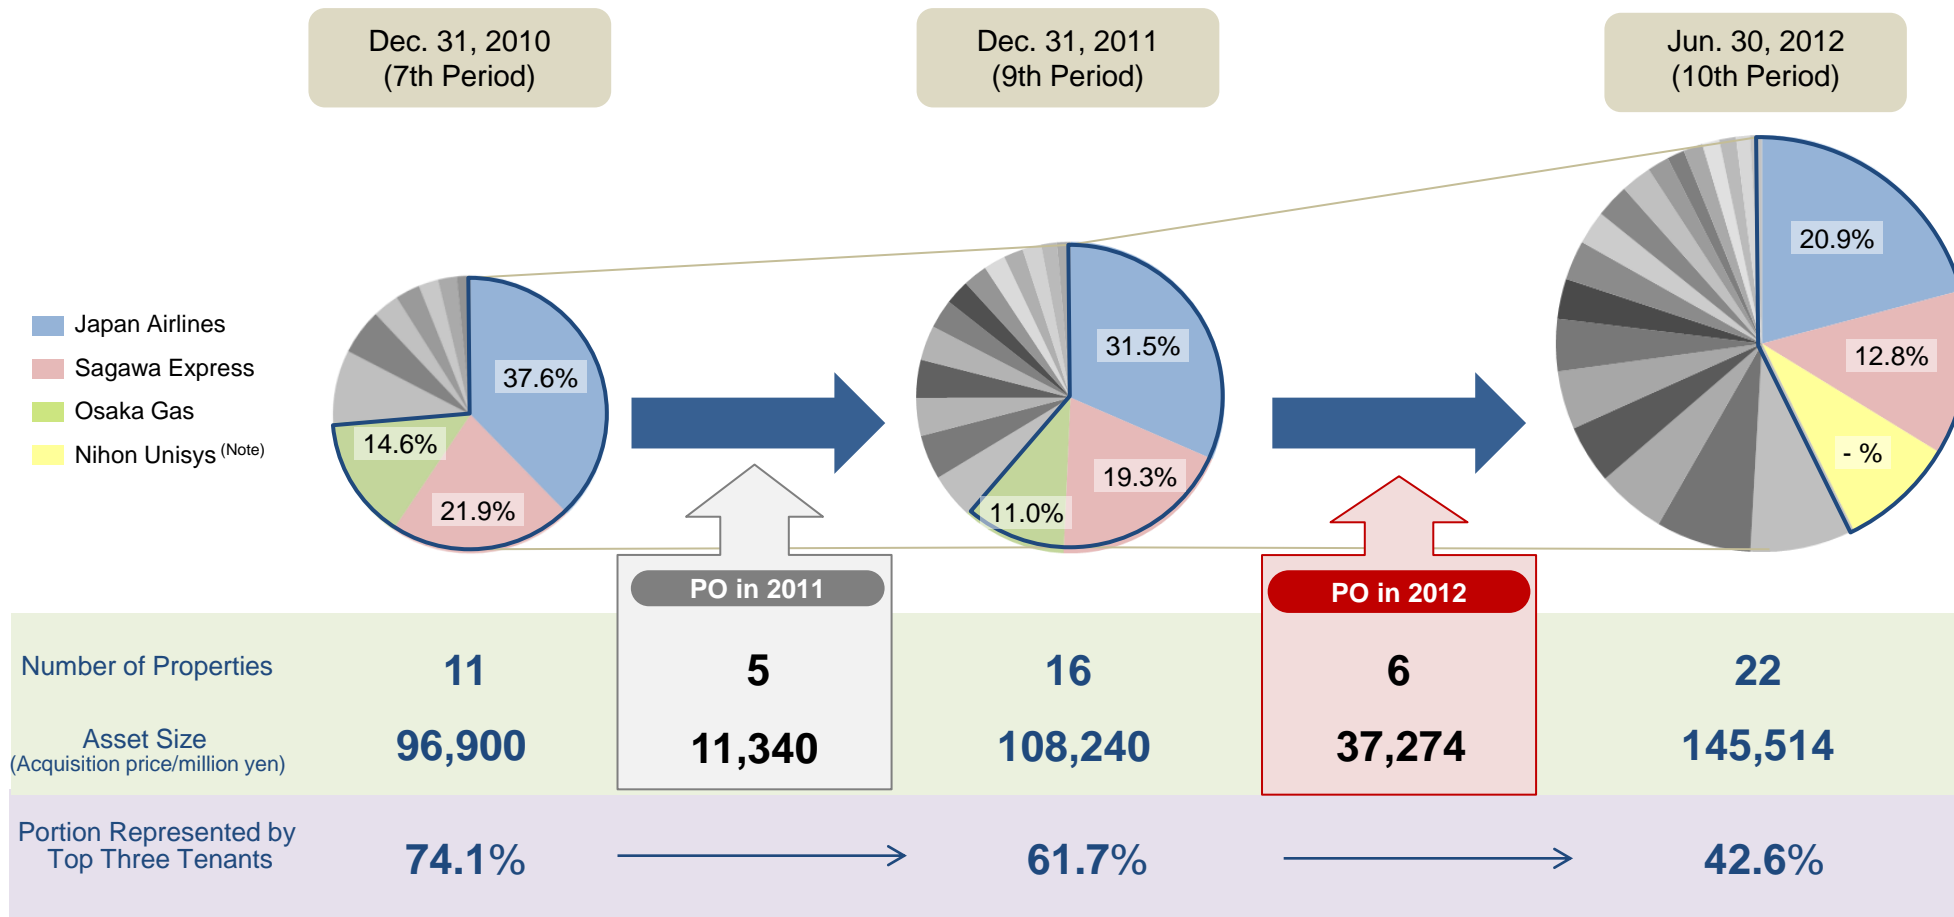 Dec. 31, 2010
(7th Period)
Dec. 31, 2011
(9th Period)
Jun. 30, 2012
(10th Period)
Japan Airlines
Sagawa Express
Osaka Gas
Nihon Unisys (Note)
37.6%
14.6%
21.9%
31.5%
19.3%
11.0%
20.9%
12.8%
- %
PO in 2011
PO in 2012
Number of Properties
11
5
16
6
22
Asset Size
(Acquisition price/million yen)
96,900
11,340
108,240
37,274
145,514
Portion Represented by
Top Three Tenants
74.1%
61.7%
42.6%